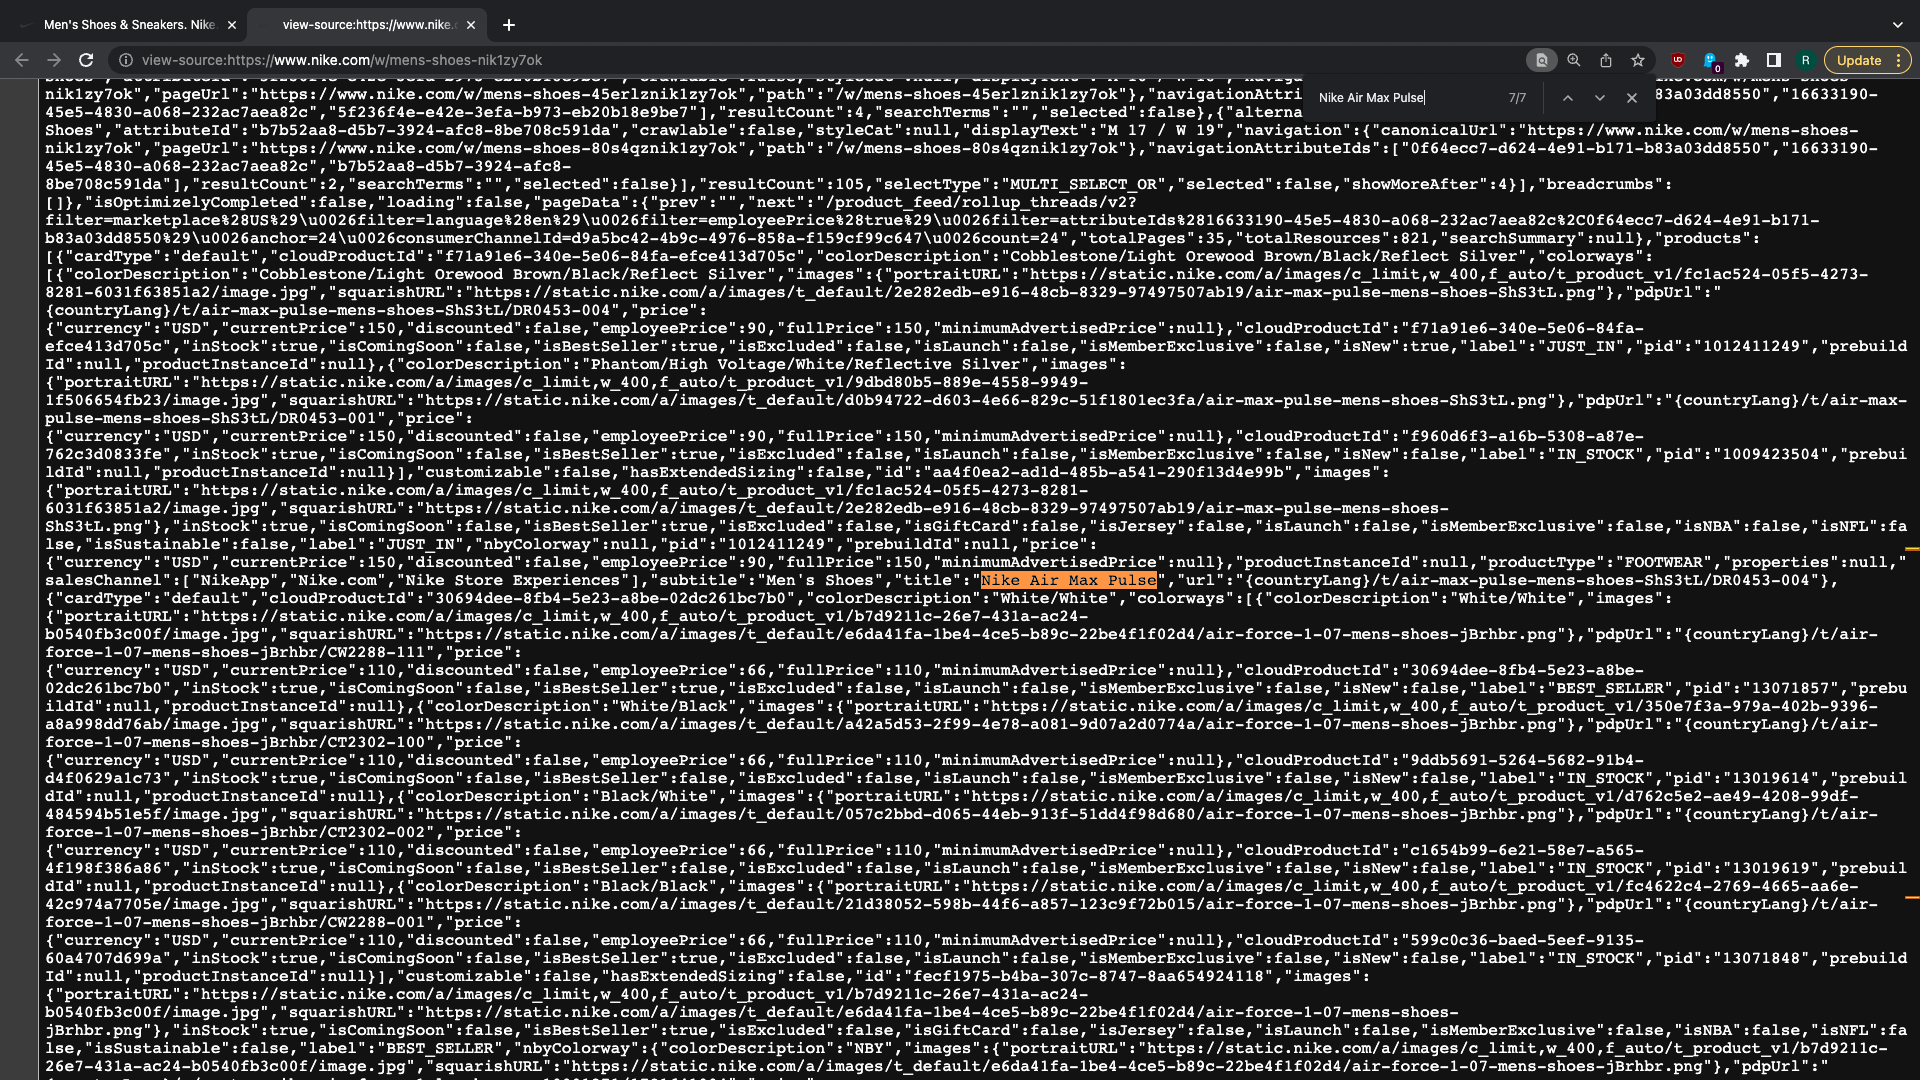 Men's Shoes & Sneakers. Nike
view-source:https://www.nike.c
view-source:https://www.nike.com/w/mens-shoes-nik1zy7ok
0
R
Update
Nike Air Max Pulse
7/7
nik1zy7ok","pageUrl":"https://www.nike.com/w/mens-shoes-45erlznik1zy7ok","path":"/w/mens-shoes-45erlznik1zy7ok"},"navigationAttri
83a03dd8550","16633190-
45e5-4830-a068-232ac7aea82c","5f236f4e-e42e-3efa-b973-eb20b18e9be7"],"resultCount":4,"searchTerms":"","selected":false},{"alterna
Shoes","attributeId":"b7b52aa8-d5b7-3924-afc8-8be708c591da","crawlable":false,"styleCat":null,"displayText":"M 17 / W 19","navigation":{"canonicalUrl":"https://www.nike.com/w/mens-shoes-
nik1zy7ok","pageUrl":"https://www.nike.com/w/mens-shoes-80s4qznik1zy7ok","path":"/w/mens-shoes-80s4qznik1zy7ok"},"navigationAttributeIds":["0f64ecc7-d624-4e91-b171-b83a03dd8550","16633190-
45e5-4830-a068-232ac7aea82c","b7b52aa8-d5b7-3924-afc8-
8be708c591da"],"resultCount":2,"searchTerms":"","selected":false}],"resultCount":105,"selectType":"MULTI_SELECT_OR","selected":false,"showMoreAfter":4}],"breadcrumbs":
[]},"isOptimizelyCompleted":false,"loading":false,"pageData":{"prev":"","next":"/product_feed/rollup_threads/v2?
filter=marketplace%28US%29\u0026filter=language%28en%29\u0026filter=employeePrice%28true%29\u0026filter=attributeIds%2816633190-45e5-4830-a068-232ac7aea82c%2C0f64ecc7-d624-4e91-b171-
b83a03dd8550%29\u0026anchor=24\u0026consumerChannelId=d9a5bc42-4b9c-4976-858a-f159cf99c647\u0026count=24","totalPages":35,"totalResources":821,"searchSummary":null},"products":
[{"cardType":"default","cloudProductId":"f71a91e6-340e-5e06-84fa-efce413d705c","colorDescription":"Cobblestone/Light Orewood Brown/Black/Reflect Silver","colorways":
[{"colorDescription":"Cobblestone/Light Orewood Brown/Black/Reflect Silver","images":{"portraitURL":"https://static.nike.com/a/images/c_limit,w_400,f_auto/t_product_v1/fc1ac524-05f5-4273-
8281-6031f63851a2/image.jpg","squarishURL":"https://static.nike.com/a/images/t_default/2e282edb-e916-48cb-8329-97497507ab19/air-max-pulse-mens-shoes-ShS3tL.png"},"pdpUrl":"
{countryLang}/t/air-max-pulse-mens-shoes-ShS3tL/DR0453-004","price":
{"currency":"USD","currentPrice":150,"discounted":false,"employeePrice":90,"fullPrice":150,"minimumAdvertisedPrice":null},"cloudProductId":"f71a91e6-340e-5e06-84fa-
efce413d705c","inStock":true,"isComingSoon":false,"isBestSeller":true,"isExcluded":false,"isLaunch":false,"isMemberExclusive":false,"isNew":true,"label":"JUST_IN","pid":"1012411249","prebuild
Id":null,"productInstanceId":null},{"colorDescription":"Phantom/High Voltage/White/Reflective Silver","images":
{"portraitURL":"https://static.nike.com/a/images/c_limit,w_400,f_auto/t_product_v1/9dbd80b5-889e-4558-9949-
1f506654fb23/image.jpg","squarishURL":"https://static.nike.com/a/images/t_default/d0b94722-d603-4e66-829c-51f1801ec3fa/air-max-pulse-mens-shoes-ShS3tL.png"},"pdpUrl":"{countryLang}/t/air-max-
pulse-mens-shoes-ShS3tL/DR0453-001","price":
{"currency":"USD","currentPrice":150,"discounted":false,"employeePrice":90,"fullPrice":150,"minimumAdvertisedPrice":null},"cloudProductId":"f960d6f3-a16b-5308-a87e-
762c3d0833fe","inStock":true,"isComingSoon":false,"isBestSeller":true,"isExcluded":false,"isLaunch":false,"isMemberExclusive":false,"isNew":false,"label":"IN_STOCK","pid":"1009423504","prebui
ldId":null,"productInstanceId":null}],"customizable":false,"hasExtendedSizing":false,"id":"aa4f0ea2-ad1d-485b-a541-290f13d4e99b","images":
{"portraitURL":"https://static.nike.com/a/images/c_limit,w_400,f_auto/t_product_v1/fc1ac524-05f5-4273-8281-
6031f63851a2/image.jpg","squarishURL":"https://static.nike.com/a/images/t_default/2e282edb-e916-48cb-8329-97497507ab19/air-max-pulse-mens-shoes-
ShS3tL.png"},"inStock":true,"isComingSoon":false,"isBestSeller":true,"isExcluded":false,"isGiftCard":false,"isJersey":false,"isLaunch":false,"isMemberExclusive":false,"isNBA":false,"isNFL":fa
lse,"isSustainable":false,"label":"JUST_IN","nbyColorway":null,"pid":"1012411249","prebuildId":null,"price":
{"currency":"USD","currentPrice":150,"discounted":false,"employeePrice":90,"fullPrice":150,"minimumAdvertisedPrice":null},"productInstanceId":null,"productType":"FOOTWEAR","properties":null,"
salesChannel":["NikeApp","Nike.com","Nike Store Experiences"],"subtitle":"Men's Shoes","title":"Nike Air Max Pulse","url":"{countryLang}/t/air-max-pulse-mens-shoes-ShS3tL/DR0453-004"},
{"cardType":"default","cloudProductId":"30694dee-8fb4-5e23-a8be-02dc261bc7b0","colorDescription":"White/White","colorways":[{"colorDescription":"White/White","images":
{"portraitURL":"https://static.nike.com/a/images/c_limit,w_400,f_auto/t_product_v1/b7d9211c-26e7-431a-ac24-
b0540fb3c00f/image.jpg","squarishURL":"https://static.nike.com/a/images/t_default/e6da41fa-1be4-4ce5-b89c-22be4f1f02d4/air-force-1-07-mens-shoes-jBrhbr.png"},"pdpUrl":"{countryLang}/t/air-
force-1-07-mens-shoes-jBrhbr/CW2288-111","price":
{"currency":"USD","currentPrice":110,"discounted":false,"employeePrice":66,"fullPrice":110,"minimumAdvertisedPrice":null},"cloudProductId":"30694dee-8fb4-5e23-a8be-
02dc261bc7b0","inStock":true,"isComingSoon":false,"isBestSeller":true,"isExcluded":false,"isLaunch":false,"isMemberExclusive":false,"isNew":false,"label":"BEST_SELLER","pid":"13071857","prebu
ildId":null,"productInstanceId":null},{"colorDescription":"White/Black","images":{"portraitURL":"https://static.nike.com/a/images/c_limit,w_400,f_auto/t_product_v1/350e7f3a-979a-402b-9396-
a8a998dd76ab/image.jpg","squarishURL":"https://static.nike.com/a/images/t_default/a42a5d53-2f99-4e78-a081-9d07a2d0774a/air-force-1-07-mens-shoes-jBrhbr.png"},"pdpUrl":"{countryLang}/t/air-
force-1-07-mens-shoes-jBrhbr/CT2302-100","price":
{"currency":"USD","currentPrice":110,"discounted":false,"employeePrice":66,"fullPrice":110,"minimumAdvertisedPrice":null},"cloudProductId":"9ddb5691-5264-5682-91b4-
d4f0629a1c73","inStock":true,"isComingSoon":false,"isBestSeller":false,"isExcluded":false,"isLaunch":false,"isMemberExclusive":false,"isNew":false,"label":"IN_STOCK","pid":"13019614","prebuil
dId":null,"productInstanceId":null},{"colorDescription":"Black/White","images":{"portraitURL":"https://static.nike.com/a/images/c_limit,w_400,f_auto/t_product_v1/d762c5e2-ae49-4208-99df-
484594b51e5f/image.jpg","squarishURL":"https://static.nike.com/a/images/t_default/057c2bbd-d065-44eb-913f-51dd4f98d680/air-force-1-07-mens-shoes-jBrhbr.png"},"pdpUrl":"{countryLang}/t/air-
force-1-07-mens-shoes-jBrhbr/CT2302-002","price":
{"currency":"USD","currentPrice":110,"discounted":false,"employeePrice":66,"fullPrice":110,"minimumAdvertisedPrice":null},"cloudProductId":"c1654b99-6e21-58e7-a565-
4f198f386a86","inStock":true,"isComingSoon":false,"isBestSeller":false,"isExcluded":false,"isLaunch":false,"isMemberExclusive":false,"isNew":false,"label":"IN_STOCK","pid":"13019619","prebuil
dId":null,"productInstanceId":null},{"colorDescription":"Black/Black","images":{"portraitURL":"https://static.nike.com/a/images/c_limit,w_400,f_auto/t_product_v1/fc4622c4-2769-4665-aa6e-
42c974a7705e/image.jpg","squarishURL":"https://static.nike.com/a/images/t_default/21d38052-598b-44f6-a857-123c9f72b015/air-force-1-07-mens-shoes-jBrhbr.png"},"pdpUrl":"{countryLang}/t/air-
force-1-07-mens-shoes-jBrhbr/CW2288-001","price":
{"currency":"USD","currentPrice":110,"discounted":false,"employeePrice":66,"fullPrice":110,"minimumAdvertisedPrice":null},"cloudProductId":"599c0c36-baed-5eef-9135-
60a4707d699a","inStock":true,"isComingSoon":false,"isBestSeller":false,"isExcluded":false,"isLaunch":false,"isMemberExclusive":false,"isNew":false,"label":"IN_STOCK","pid":"13071848","prebuild
Id":null,"productInstanceId":null}],"customizable":false,"hasExtendedSizing":false,"id":"fecf1975-b4ba-307c-8747-8aa654924118","images":
{"portraitURL":"https://static.nike.com/a/images/c_limit,w_400,f_auto/t_product_v1/b7d9211c-26e7-431a-ac24-
b0540fb3c00f/image.jpg","squarishURL":"https://static.nike.com/a/images/t_default/e6da41fa-1be4-4ce5-b89c-22be4f1f02d4/air-force-1-07-mens-shoes-
jBrhbr.png"},"inStock":true,"isComingSoon":false,"isBestSeller":true,"isExcluded":false,"isGiftCard":false,"isJersey":false,"isLaunch":false,"isMemberExclusive":false,"isNBA":false,"isNFL":fa
lse,"isSustainable":false,"label":"BEST_SELLER","nbyColorway":{"colorDescription":"NBY","images":{"portraitURL":"https://static.nike.com/a/images/c_limit,w_400,f_auto/t_product_v1/b7d9211c-
26e7-431a-ac24-b0540fb3c00f/image.jpg","squarishURL":"https://static.nike.com/a/images/t_default/e6da41fa-1be4-4ce5-b89c-22be4f1f02d4/air-force-1-07-mens-shoes-jBrhbr.png"},"pdpUrl":"